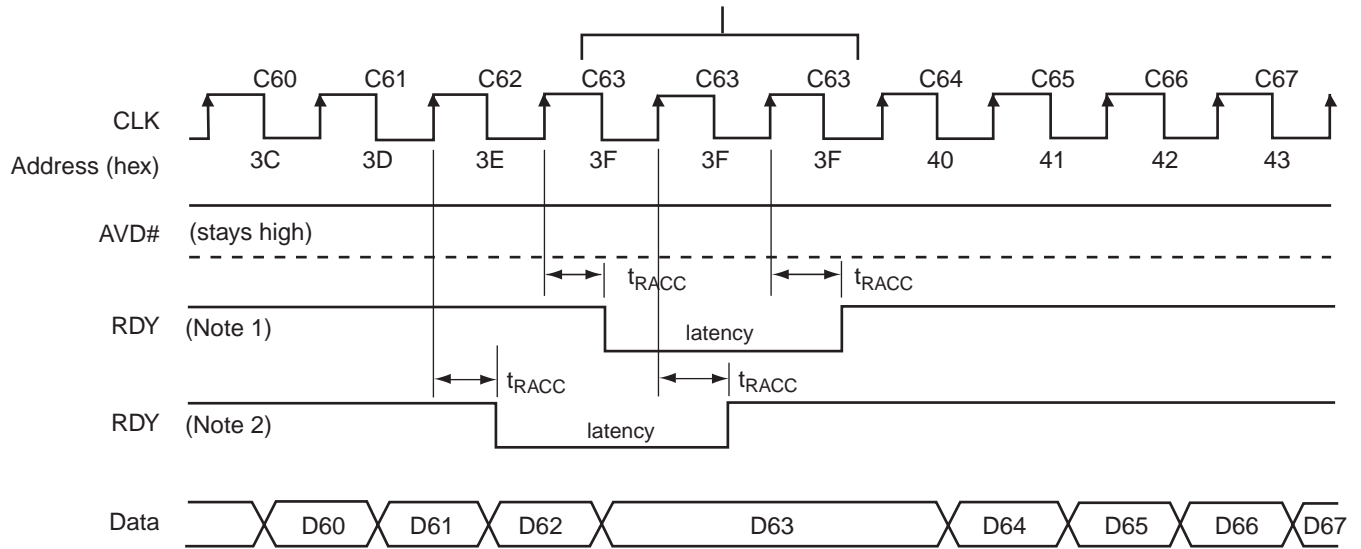 C60 C61 C62 C63 C63 C63 C64 C65 C66 C67
CLK
Address (hex) 3C 3D 3E 3F 3F 3F 40 41 42 43
AVD# (stays high)
tRACC tRACC
RDY (Note 1) latency
tRACC tRACC
RDY (Note 2) latency
Data D60 D61 D62 D63 D64 D65 D66 D67